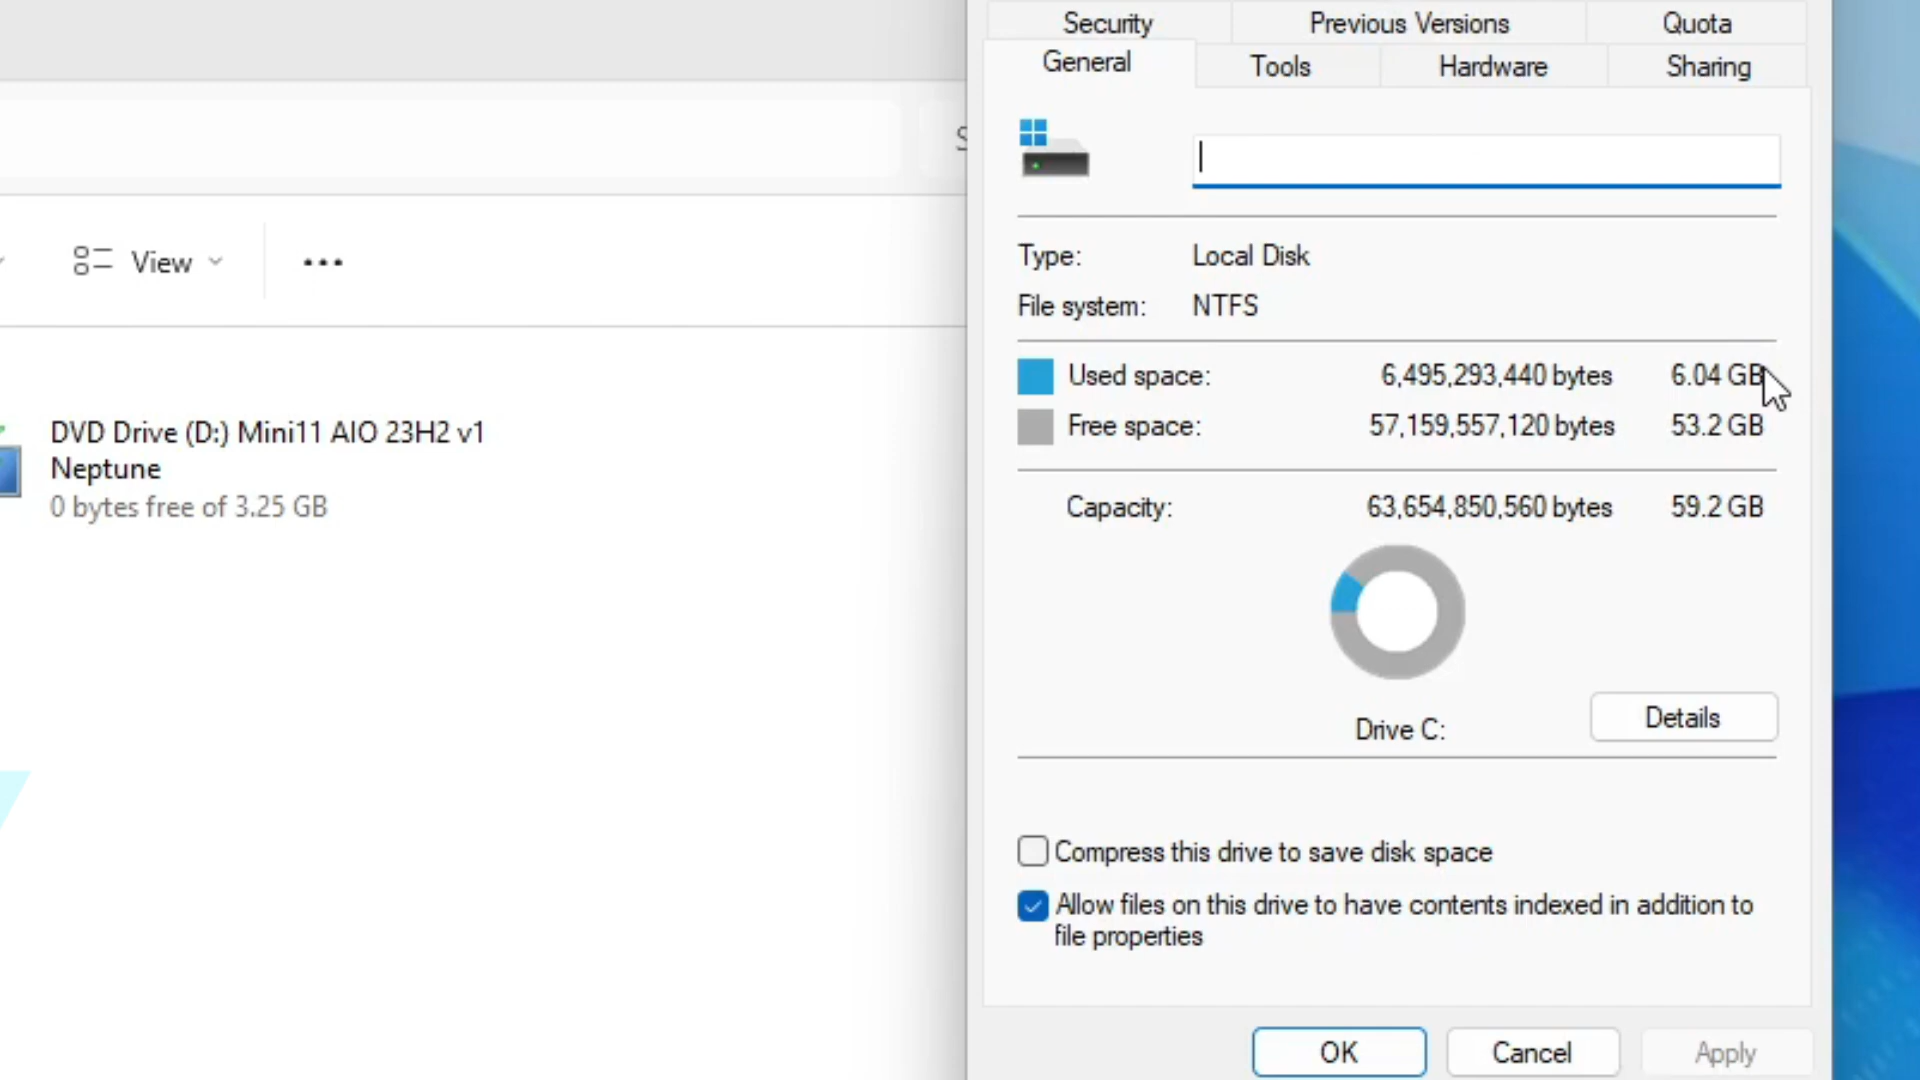 Security Previous Versions Quota
General Tools Hardware Sharing
View
DVD Drive (D:) Mini11 AIO 23H2 v1
Neptune
0 bytes free of 3.25 GB
Type: Local Disk
File system: NTFS
Used space: 6,495,293,440 bytes 6.04 GB
Free space: 57,159,557,120 bytes 53.2 GB
Capacity: 63,654,850,560 bytes 59.2 GB
Drive C:
Details
Compress this drive to save disk space
Allow files on this drive to have contents indexed in addition to
file properties
OK Cancel Apply